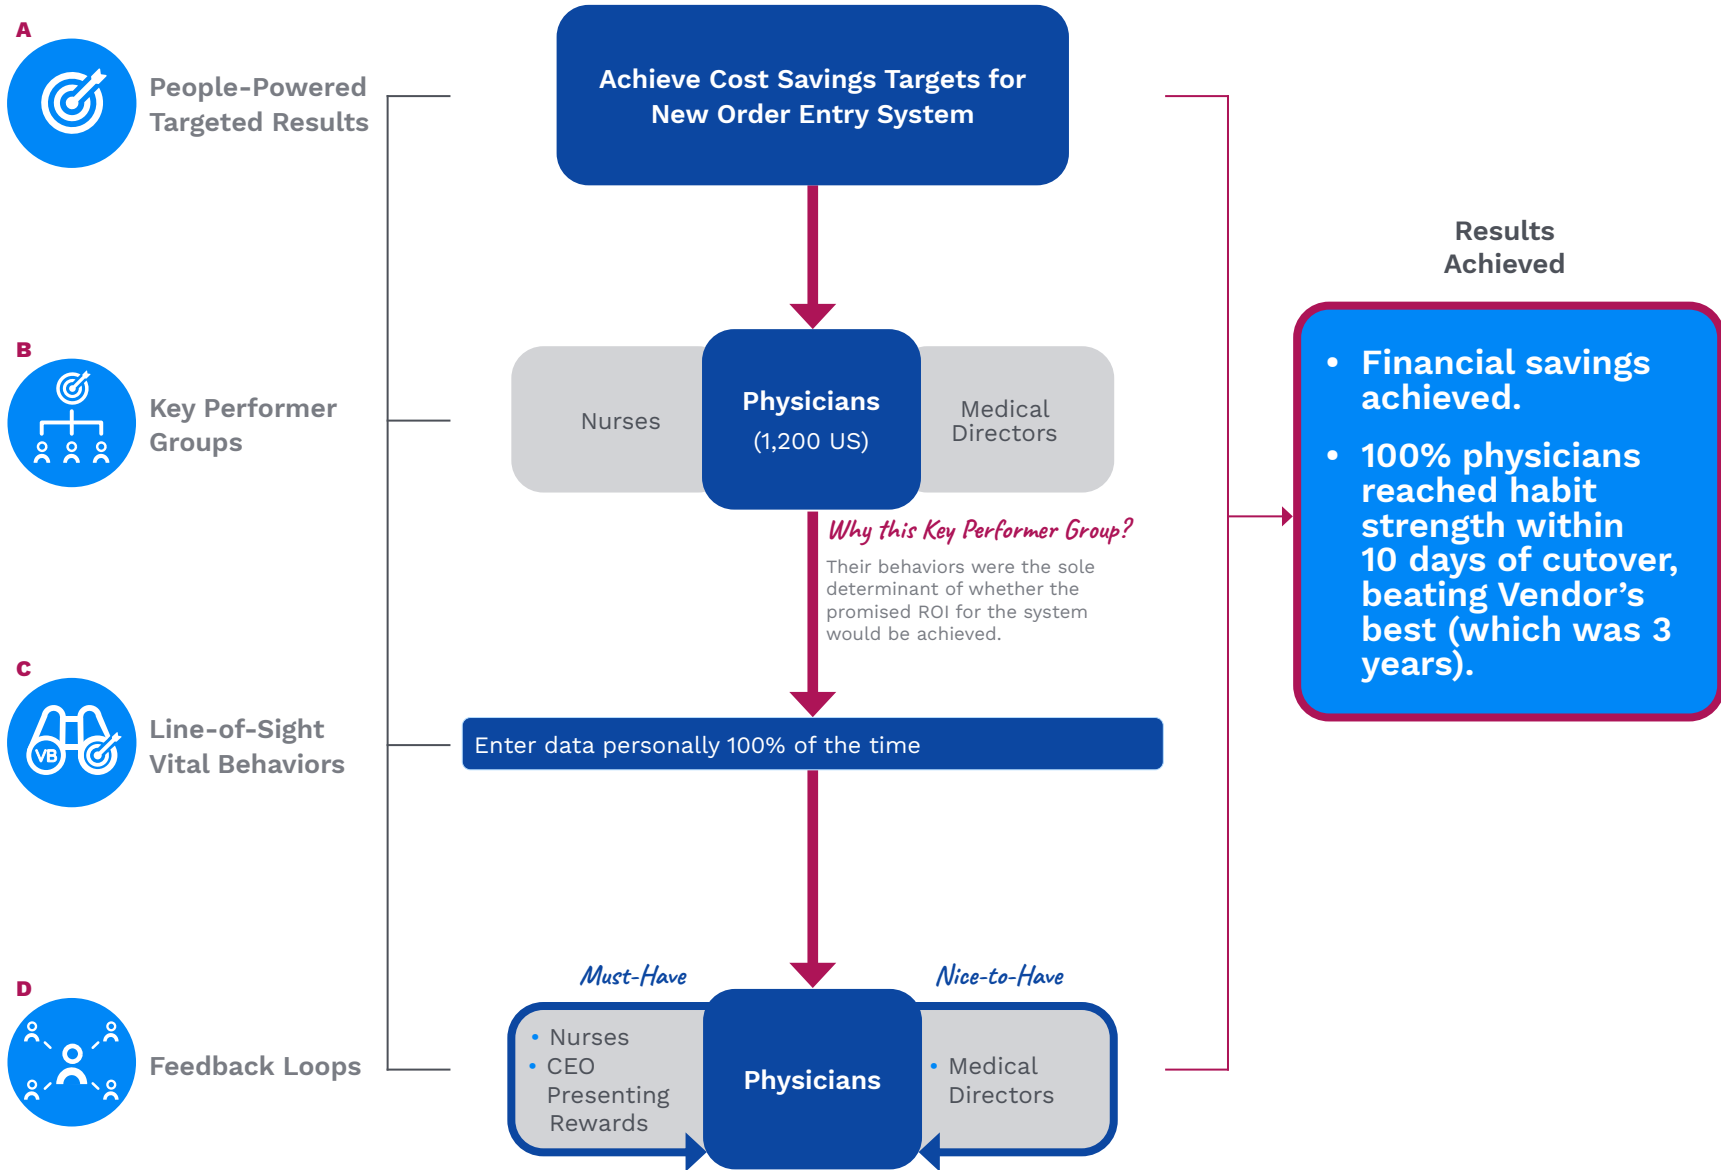 A
People-Powered
Targeted Results
Achieve Cost Savings Targets for
New Order Entry System
B
Key Performer
Groups
Nurses
Physicians
(1,200 US)
Medical
Directors
Why this Key Performer Group?
Their behaviors were the sole
determinant of whether the
promised ROI for the system
would be achieved.
C
VB
Line-of-Sight
Vital Behaviors
Enter data personally 100% of the time
D
Feedback Loops
Must-Have
• Nurses
• CEO
Presenting
Rewards
Physicians
Nice-to-Have
• Medical
Directors
Results
Achieved
• Financial savings
achieved.
• 100% physicians
reached habit
strength within
10 days of cutover,
beating Vendor’s
best (which was 3
years).